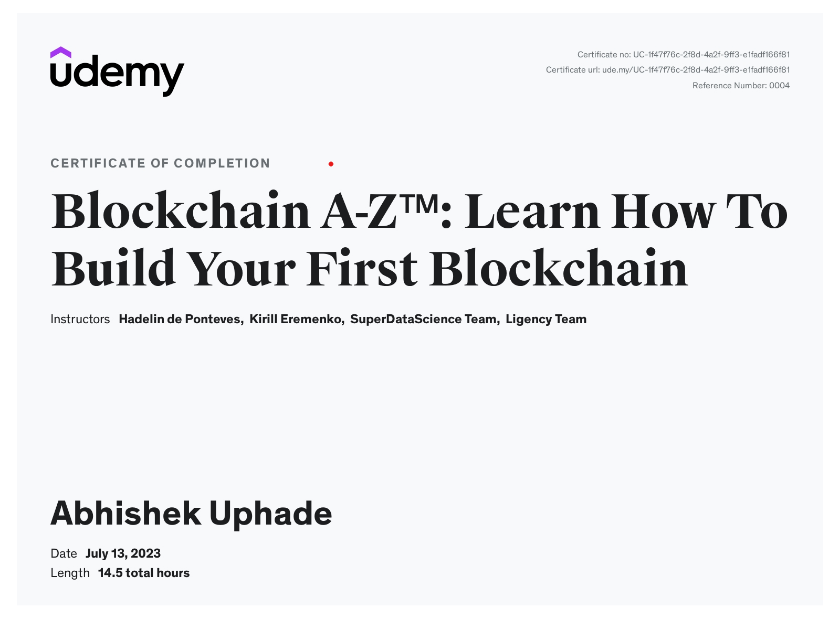 udemy
Certificate no: UC-1f47f76c-2f8d-4a2f-9ff3-e1fadf166f81
Certificate url: ude.my/UC-1f47f76c-2f8d-4a2f-9ff3-e1fadf166f81
Reference Number: 0004
CERTIFICATE OF COMPLETION
Blockchain A-Z™: Learn How To
Build Your First Blockchain
Instructors Hadelin de Ponteves, Kirill Eremenko, SuperDataScience Team, Ligency Team
Abhishek Uphade
Date July 13, 2023
Length 14.5 total hours